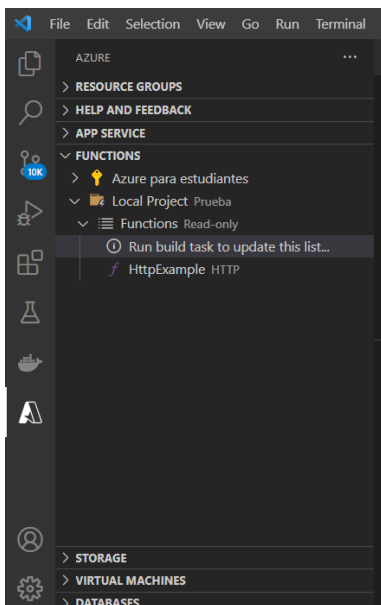 File Edit Selection View Go Run Terminal
AZURE
RESOURCE GROUPS
HELP AND FEEDBACK
APP SERVICE
FUNCTIONS
10K
Azure para estudiantes
Local Project Prueba
Functions Read-only
Run build task to update this list...
HttpExample HTTP
STORAGE
VIRTUAL MACHINES
DATABASES